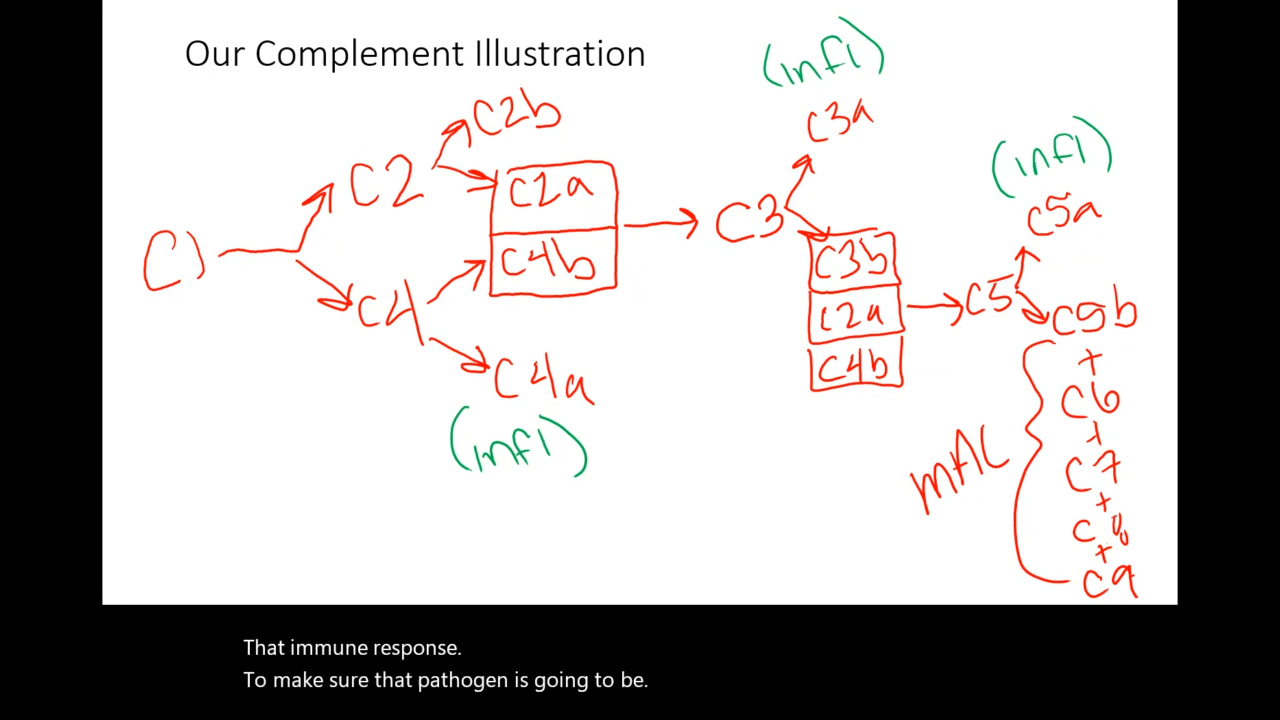 Our Complement Illustration
(infl)
C3a
C2b
(infl)
C2
C2a
C5a
C3
C1
C4b
C3b
C4
C2a
C5
C5b
C4a
C4b
+
(infl)
C6
+
MAC
C7
+
C8
+
C9
That immune response.
To make sure that pathogen is going to be.